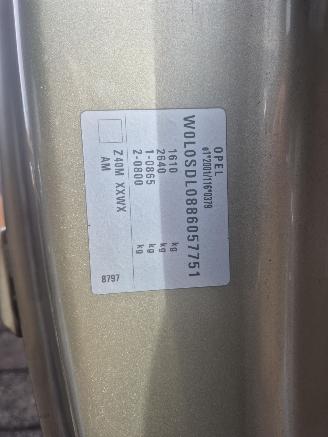 OPEL
e1*2001/116*0379
W0L0SDL0886057751
1610 kg
2640 kg
1-0865 kg
2-0800 kg
Z40M XXWX
AM
8797